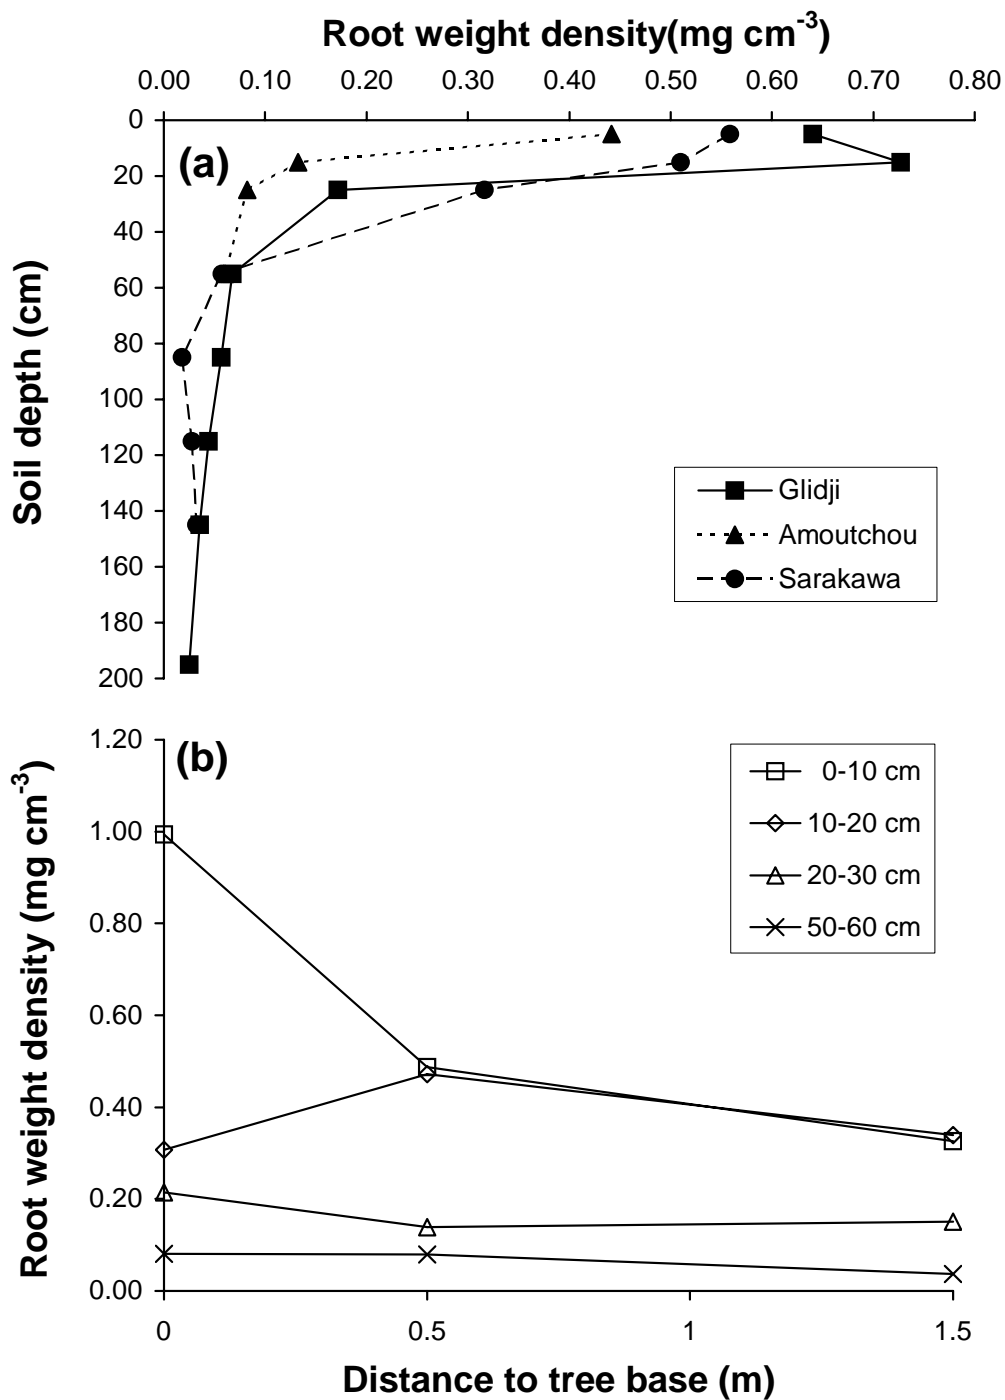 Root weight density(mg cm⁻³)
0.00 0.10 0.20 0.30 0.40 0.50 0.60 0.70 0.80
0
20
40
60
80
100
120
140
160
180
200
Soil depth (cm)
(a)
Glidji
Amoutchou
Sarakawa
(b)
1.20
1.00
0.80
0.60
0.40
0.20
0.00
Root weight density (mg cm⁻³)
0-10 cm
10-20 cm
20-30 cm
50-60 cm
0 0.5 1 1.5
Distance to tree base (m)